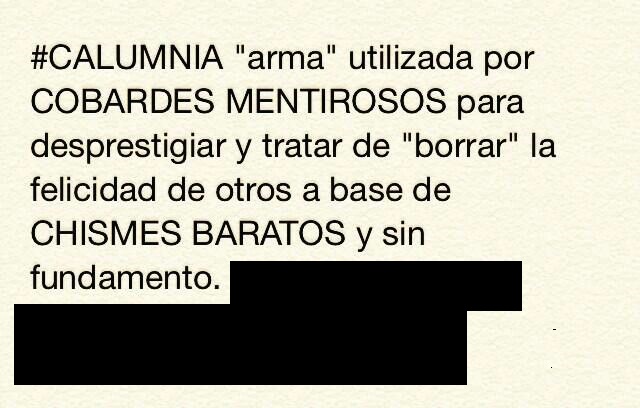 #CALUMNIA "arma" utilizada por
COBARDES MENTIROSOS para
desprestigiar y tratar de "borrar" la
felicidad de otros a base de
CHISMES BARATOS y sin
fundamento.